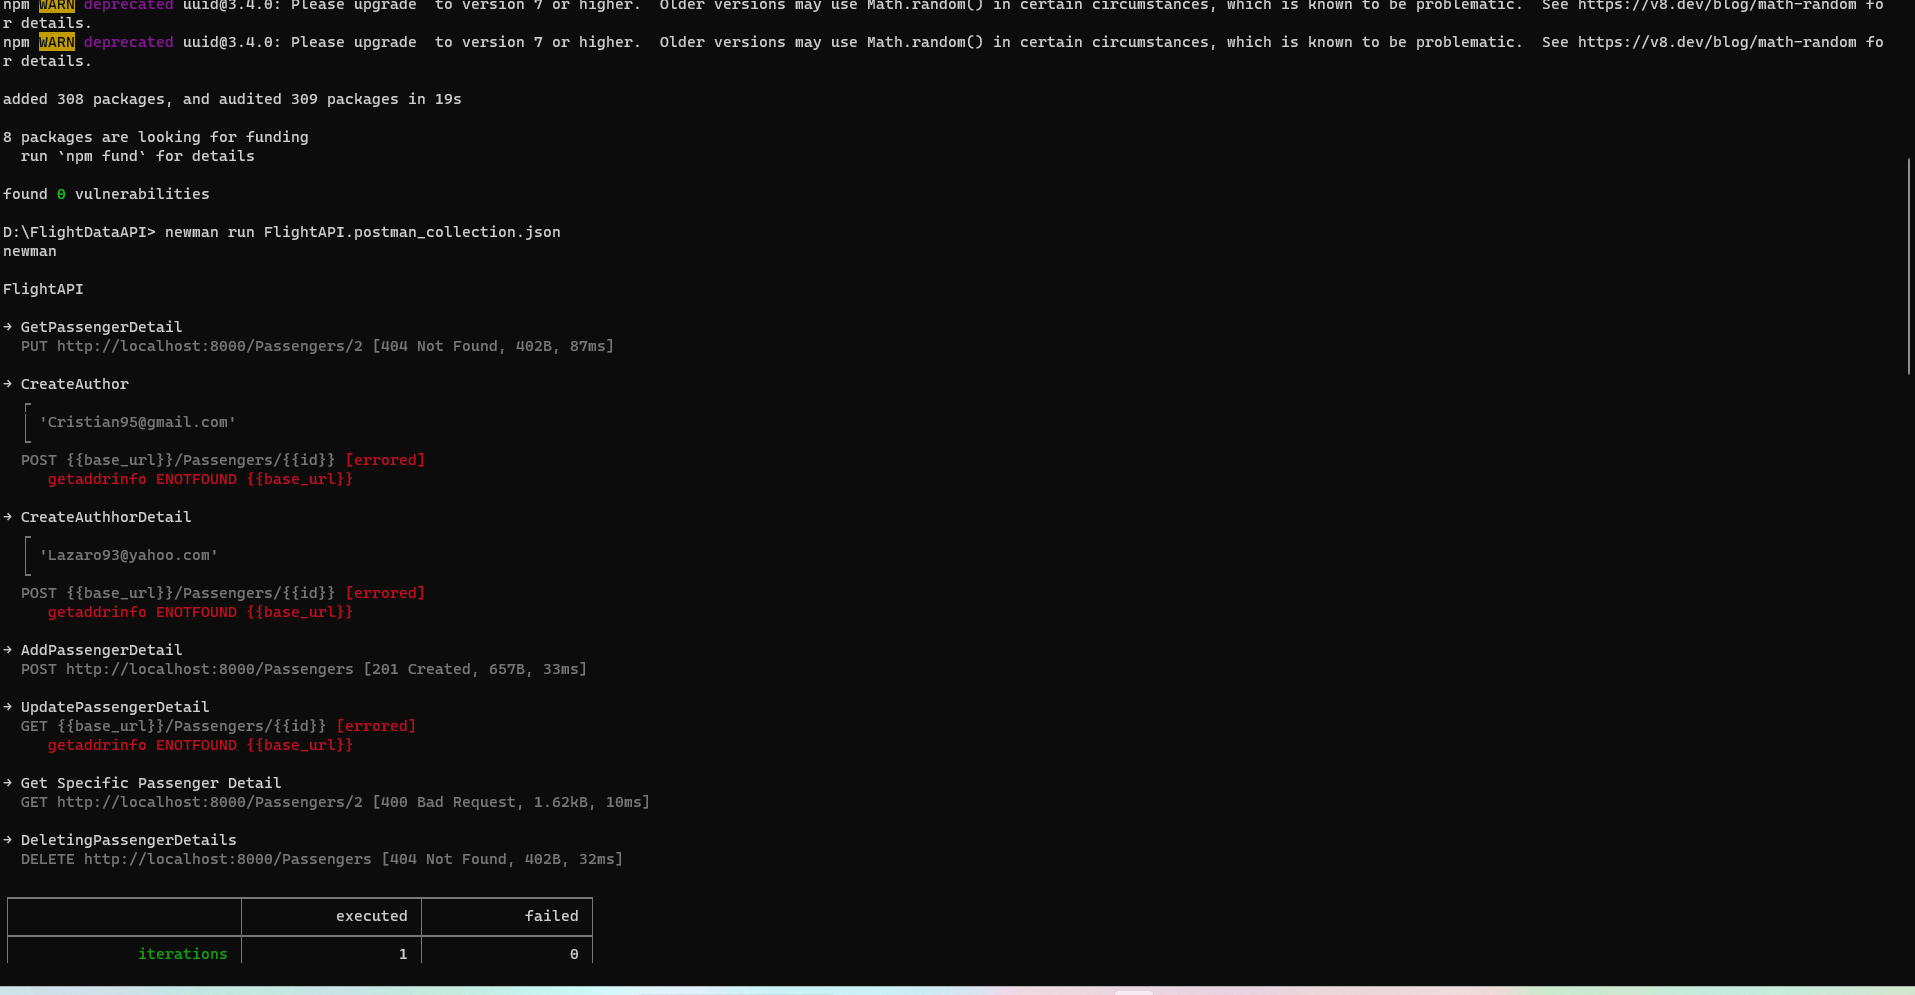 npm WARN deprecated uuid@3.4.0: Please upgrade  to version 7 or higher.  Older versions may use Math.random() in certain circumstances, which is known to be problematic.  See https://v8.dev/blog/math-random fo
r details.
npm WARN deprecated uuid@3.4.0: Please upgrade  to version 7 or higher.  Older versions may use Math.random() in certain circumstances, which is known to be problematic.  See https://v8.dev/blog/math-random fo
r details.
added 308 packages, and audited 309 packages in 19s
8 packages are looking for funding
  run `npm fund` for details
found 0 vulnerabilities
D:\FlightDataAPI> newman run FlightAPI.postman_collection.json
newman
FlightAPI
→ GetPassengerDetail
  PUT http://localhost:8000/Passengers/2 [404 Not Found, 402B, 87ms]
→ CreateAuthor
'Cristian95@gmail.com'
  POST {{base_url}}/Passengers/{{id}} [errored]
     getaddrinfo ENOTFOUND {{base_url}}
→ CreateAuthhorDetail
'Lazaro93@yahoo.com'
  POST {{base_url}}/Passengers/{{id}} [errored]
     getaddrinfo ENOTFOUND {{base_url}}
→ AddPassengerDetail
  POST http://localhost:8000/Passengers [201 Created, 657B, 33ms]
→ UpdatePassengerDetail
  GET {{base_url}}/Passengers/{{id}} [errored]
     getaddrinfo ENOTFOUND {{base_url}}
→ Get Specific Passenger Detail
  GET http://localhost:8000/Passengers/2 [400 Bad Request, 1.62kB, 10ms]
→ DeletingPassengerDetails
  DELETE http://localhost:8000/Passengers [404 Not Found, 402B, 32ms]
executed failed
iterations 1 0